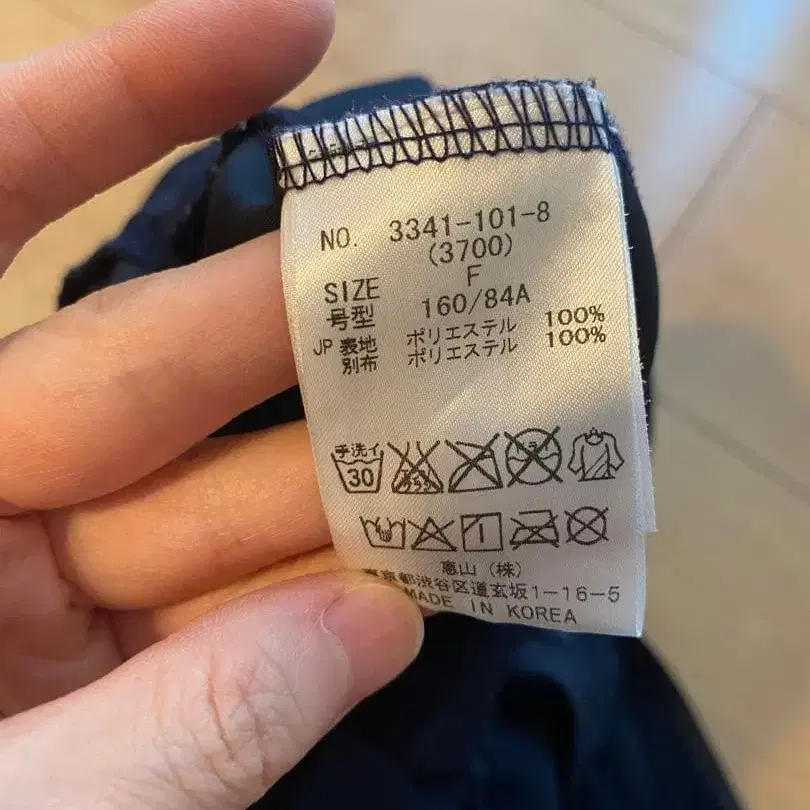 NO. 3341-101-8
(3700)
SIZE F
号型 160/84A
JP 表地 ポリエステル 100%
別布 ポリエステル 100%
手洗イ
30
恵山（株）
東京都渋谷区道玄坂1-16-5
MADE IN KOREA